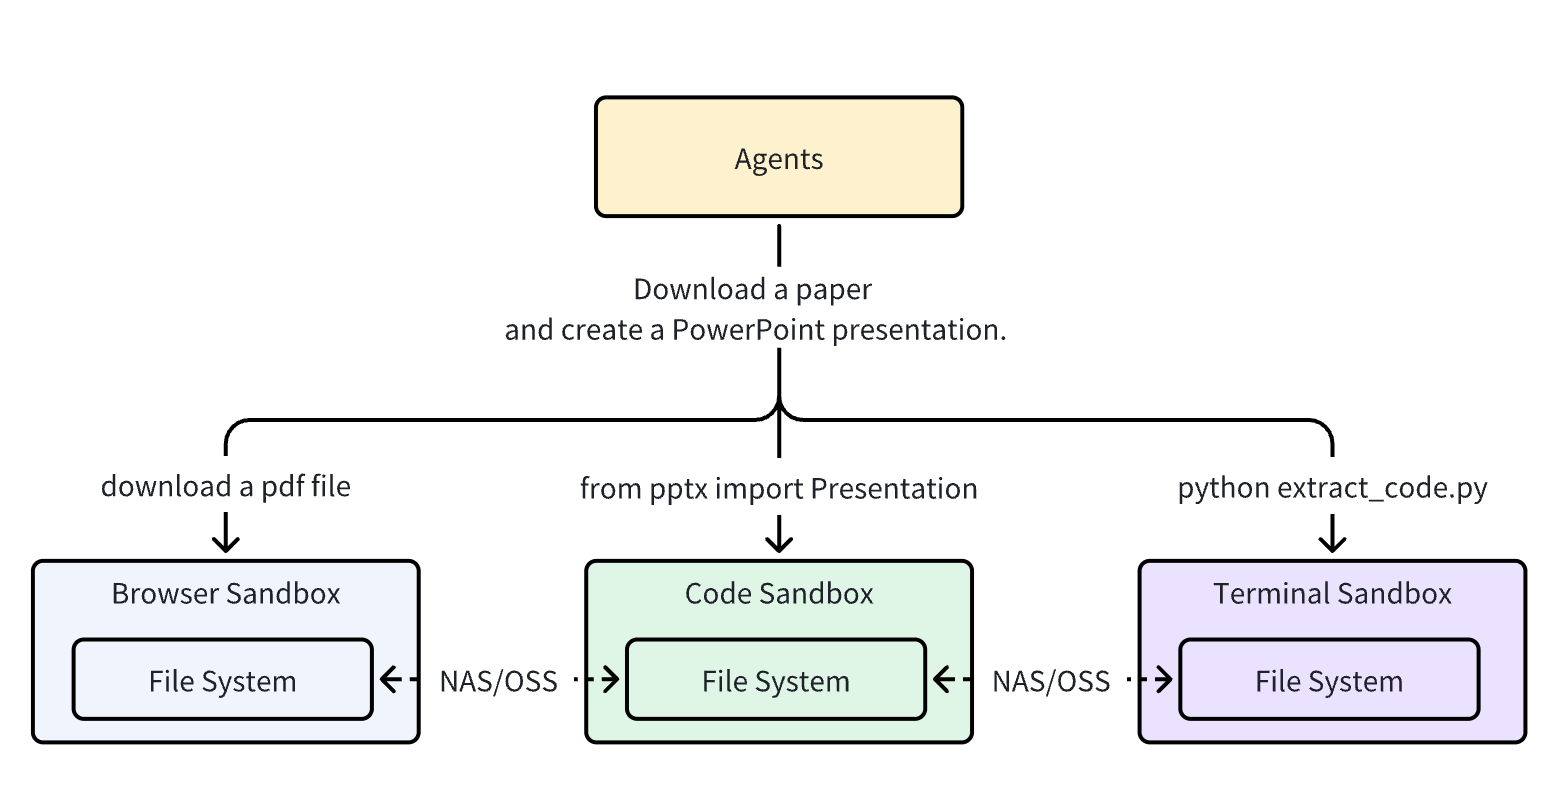 Agents
Download a paper
and create a PowerPoint presentation.
download a pdf file
from pptx import Presentation
python extract_code.py
Browser Sandbox
Code Sandbox
Terminal Sandbox
File System
NAS/OSS
File System
NAS/OSS
File System